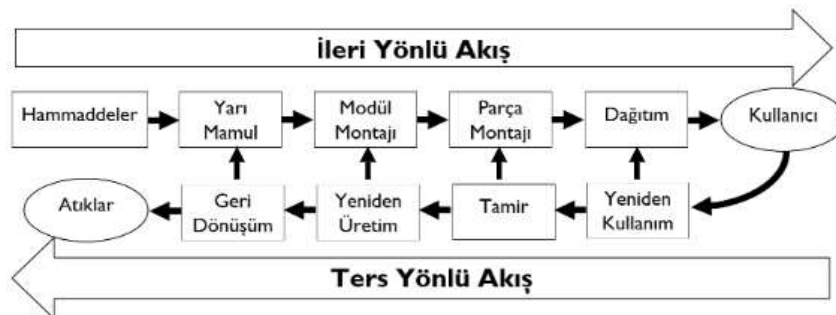 İleri Yönlü Akış
Hammaddeler
Yarı
Mamul
Modül
Montajı
Parça
Montajı
Dağıtım
Kullanıcı
Atıklar
Geri
Dönüşüm
Yeniden
Üretim
Tamir
Yeniden
Kullanım
Ters Yönlü Akış